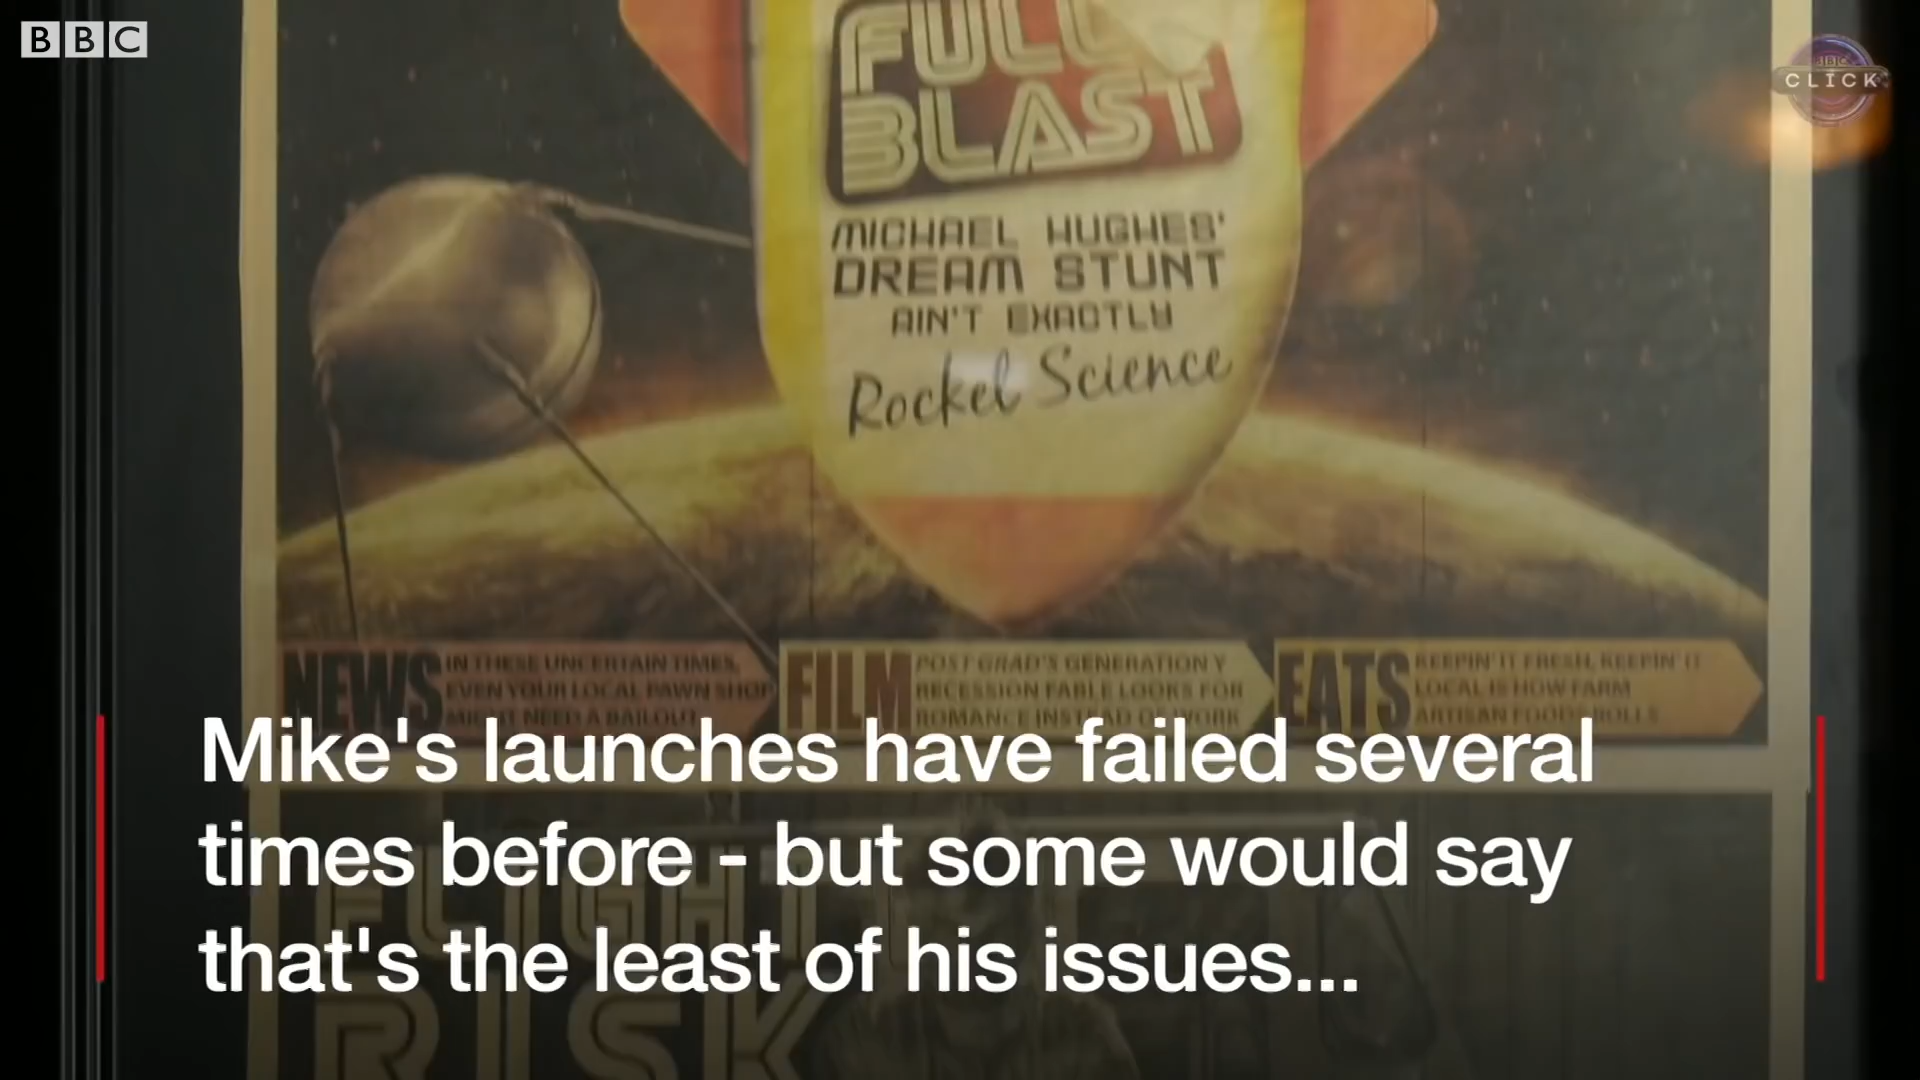 BBC
BBC
CLICK
FULL
BLAST
MICHAEL HUGHES'
DREAM STUNT
AIN'T EXACTLY
Rocket Science
NEWS
IN THESE UNCERTAIN TIMES,
EVEN YOUR LOCAL PAWN SHOP
MIGHT NEED A BAILOUT
FILM
POST GRAD'S GENERATION Y
RECESSION FABLE LOOKS FOR
ROMANCE INSTEAD OF WORK
EATS
KEEPIN' IT FRESH, KEEPIN' IT
LOCAL IS HOW FARM
ARTISAN FOODS ROLLS
Mike's launches have failed several
times before - but some would say
that's the least of his issues...
FLIGHT
RISK